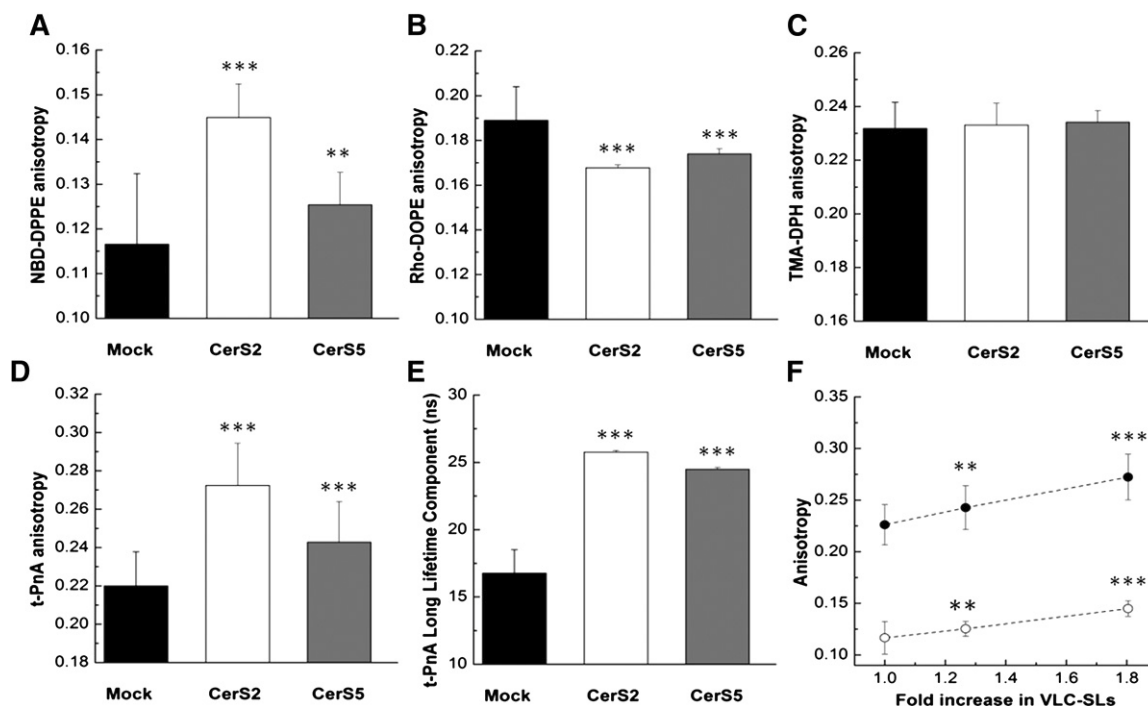 A
NBD-DPPE anisotropy
0.16
0.15
0.14
0.13
0.12
0.11
0.10
***
**
Mock CerS2 CerS5
B
Rho-DOPE anisotropy
0.22
0.20
0.18
0.16
0.14
0.12
0.10
***
***
Mock CerS2 CerS5
C
TMA-DPH anisotropy
0.26
0.24
0.22
0.20
0.18
0.16
Mock CerS2 CerS5
D
t-PnA anisotropy
0.32
0.30
0.28
0.26
0.24
0.22
0.20
0.18
***
***
Mock CerS2 CerS5
E
t-PnA Long Lifetime Component (ns)
30
25
20
15
10
***
***
Mock CerS2 CerS5
F
Anisotropy
0.35
0.30
0.25
0.20
0.15
0.10
**
***
**
***
1.0 1.2 1.4 1.6 1.8
Fold increase in VLC-SLs